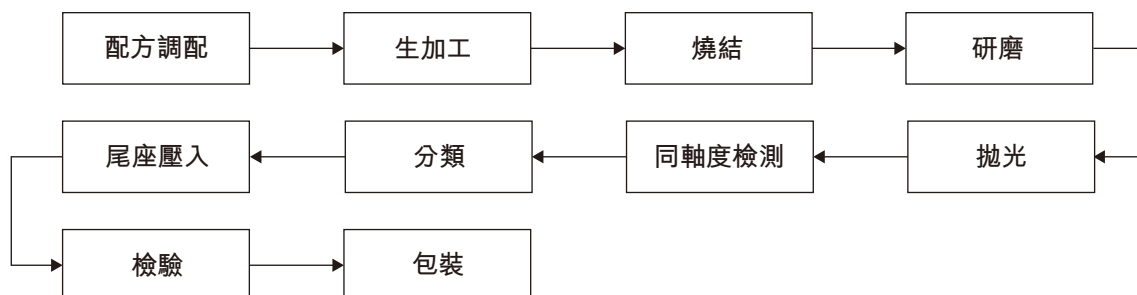 配方調配
生加工
燒結
研磨
拋光
同軸度檢測
分類
尾座壓入
檢驗
包裝